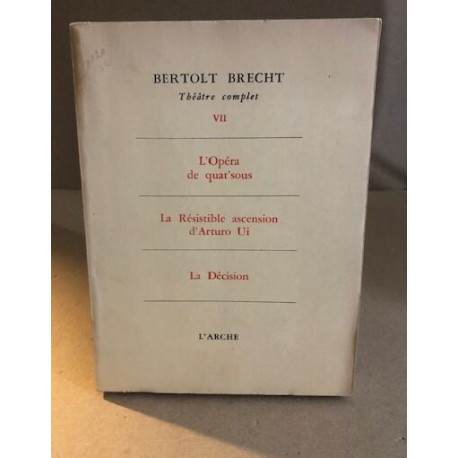 BERTOLT BRECHT
Théâtre complet
VII
L'Opéra
de quat'sous
La Résistible ascension
d'Arturo Ui
La Décision
L'ARCHE